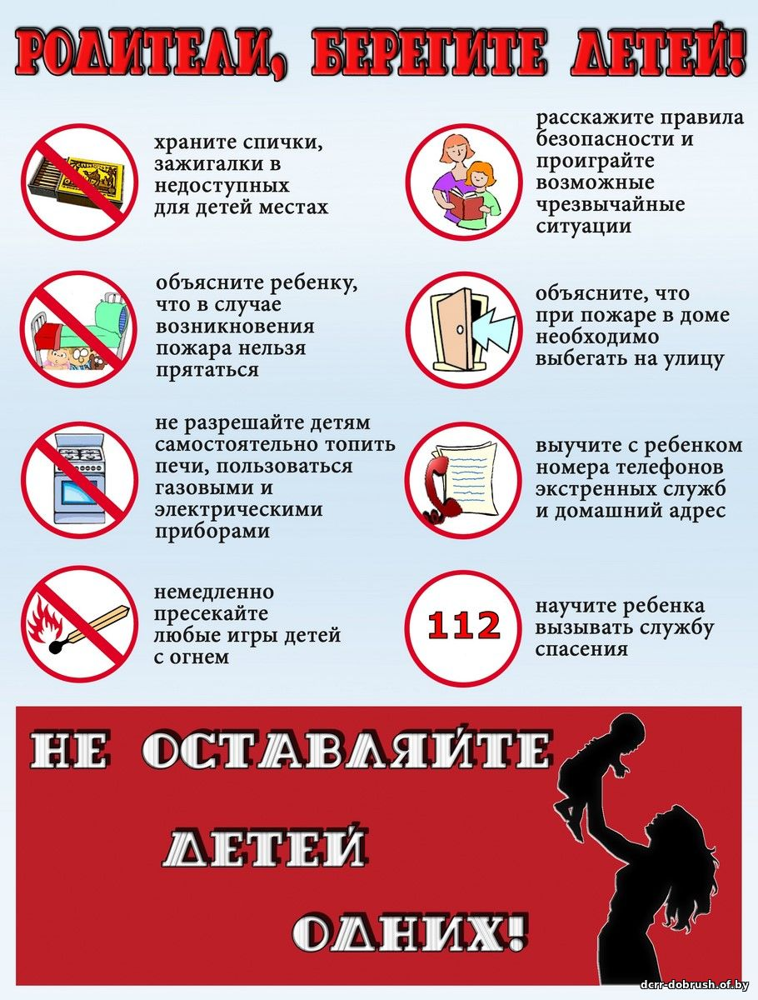 РОДИТЕЛИ, БЕРЕГИТЕ ДЕТЕЙ!
храните спички,
зажигалки в
недоступных
для детей местах
расскажите правила
безопасности и
проиграйте
возможные
чрезвычайные
ситуации
объясните ребенку,
что в случае
возникновения
пожара нельзя
прятаться
объясните, что
при пожаре в доме
необходимо
выбегать на улицу
не разрешайте детям
самостоятельно топить
печи, пользоваться
газовыми и
электрическими
приборами
выучите с ребенком
номера телефонов
экстренных служб
и домашний адрес
немедленно
пресекайте
любые игры детей
с огнем
112
научите ребенка
вызывать службу
спасения
НЕ ОСТАВЛЯЙТЕ
ДЕТЕЙ
ОДНИХ!
dcrr-dobrush.of.by